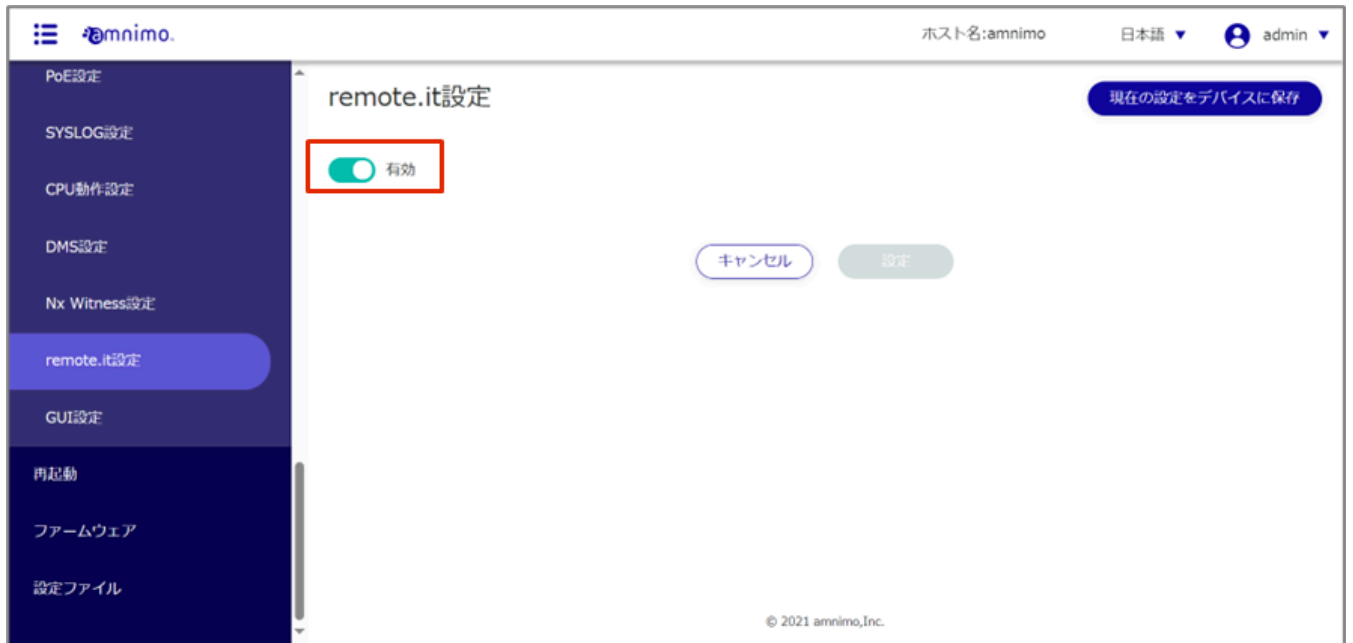 amnimo.
ホスト名:amnimo
日本語 ▼
admin ▼
PoE設定
SYSLOG設定
CPU動作設定
DMS設定
Nx Witness設定
remote.it設定
GUI設定
再起動
ファームウェア
設定ファイル
remote.it設定
現在の設定をデバイスに保存
有効
キャンセル
設定
© 2021 amnimo,Inc.